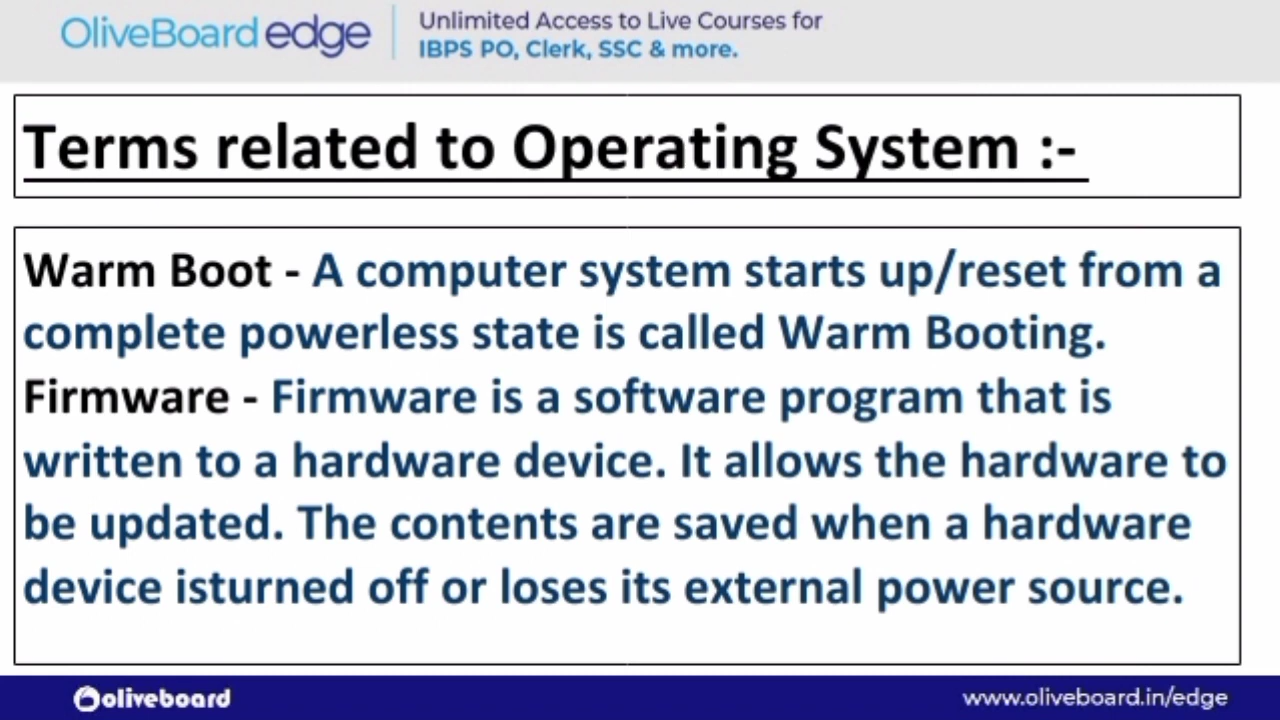 OliveBoard edge
Unlimited Access to Live Courses for
IBPS PO, Clerk, SSC & more.
Terms related to Operating System :-
Warm Boot - A computer system starts up/reset from a
complete powerless state is called Warm Booting.
Firmware - Firmware is a software program that is
written to a hardware device. It allows the hardware to
be updated. The contents are saved when a hardware
device isturned off or loses its external power source.
oliveboard
www.oliveboard.in/edge